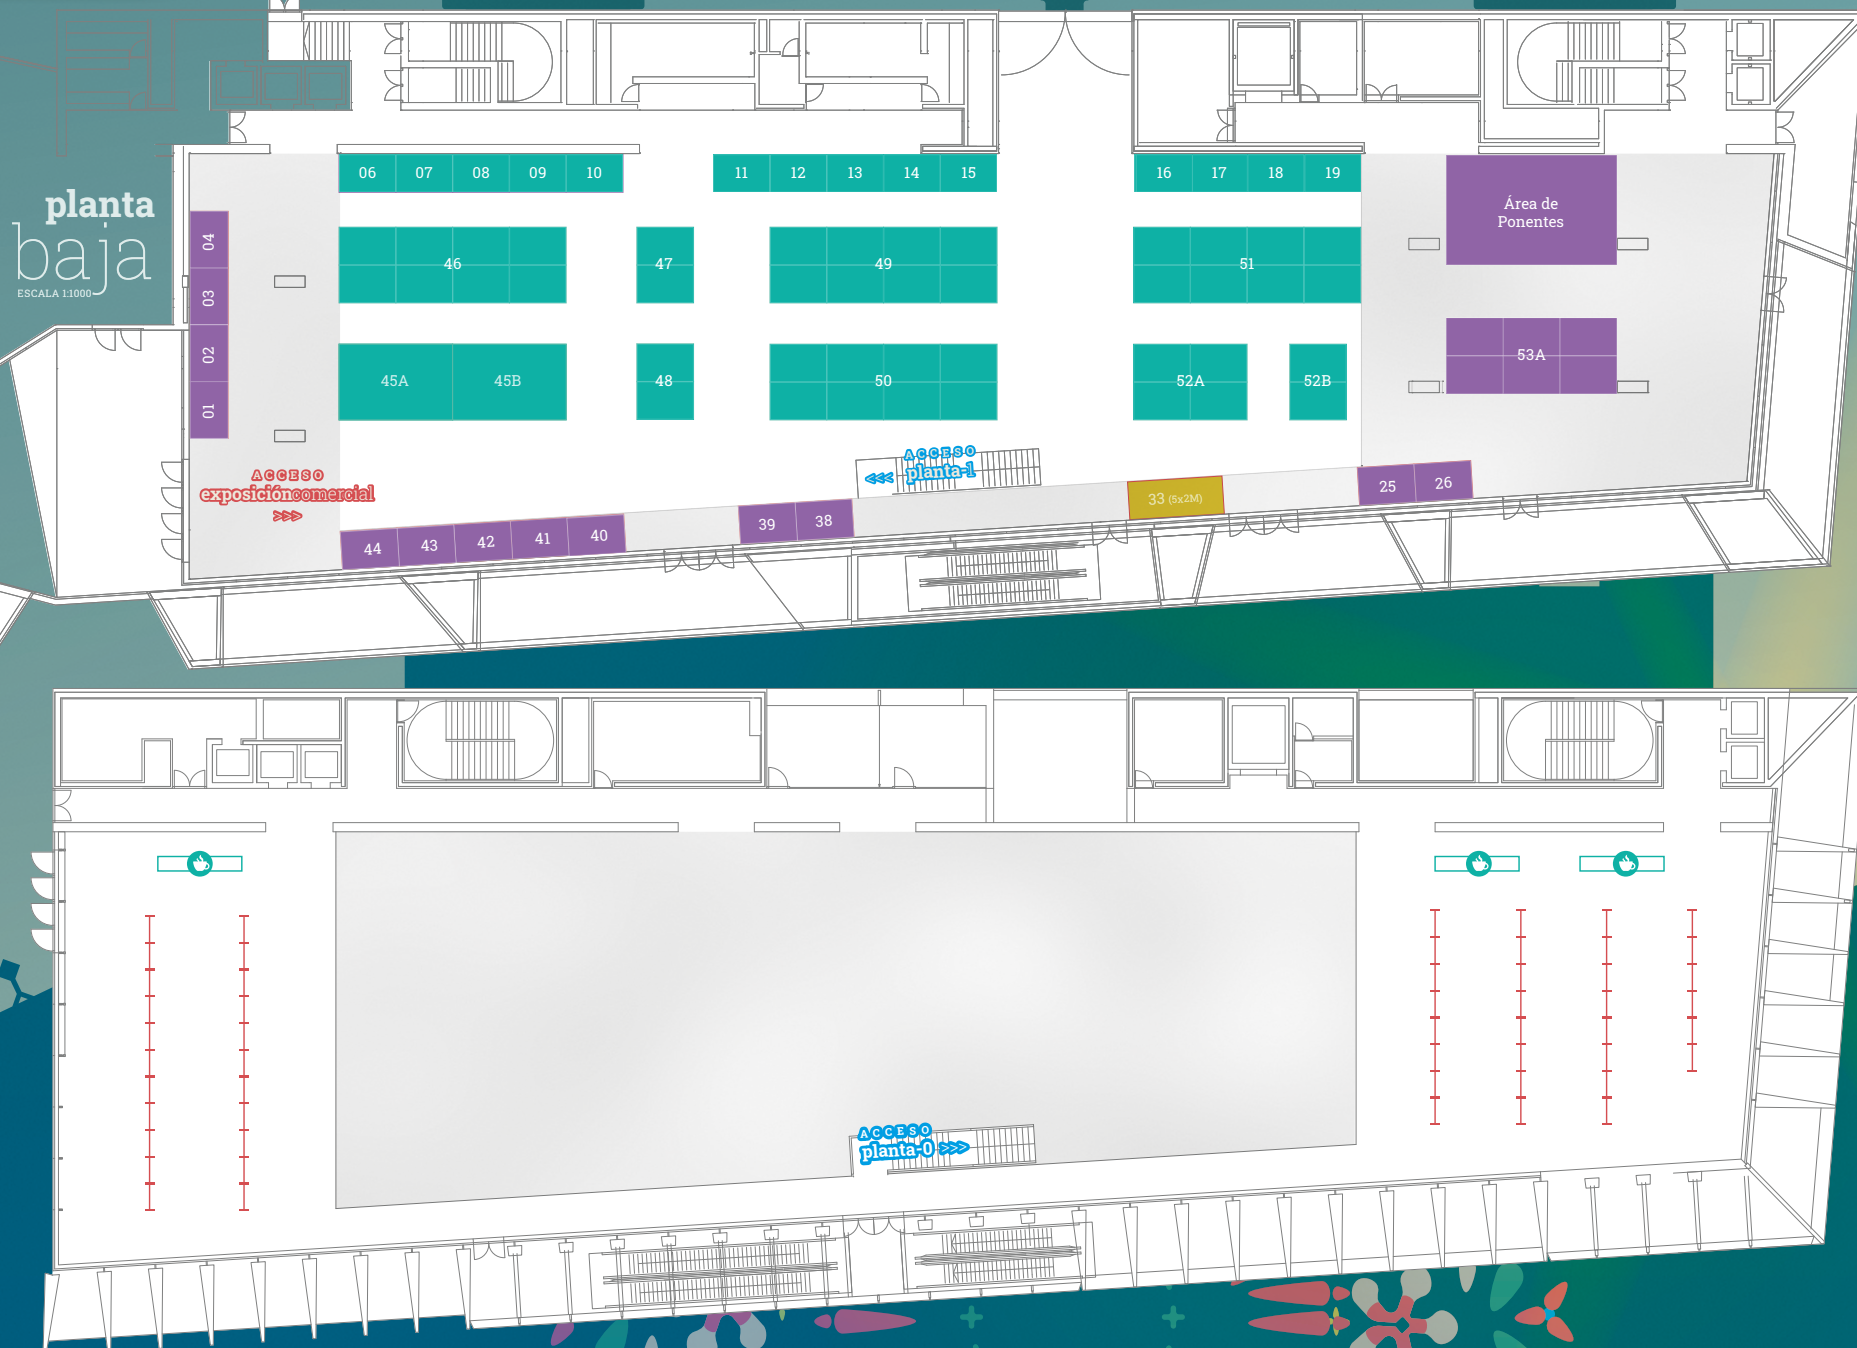 planta
baja
ESCALA 1:1000
06 07 08 09 10 11 12 13 14 15 16 17 18 19
04
03
02
01
Área de
Ponentes
46 47 49 51
53A
45A 45B 48 50 52A 52B
ACCESO
planta-1
<<<
ACCESO
exposicióncomercial
>>>
44 43 42 41 40 39 38 33 (5x2M) 25 26
ACCESO
planta-0 >>>